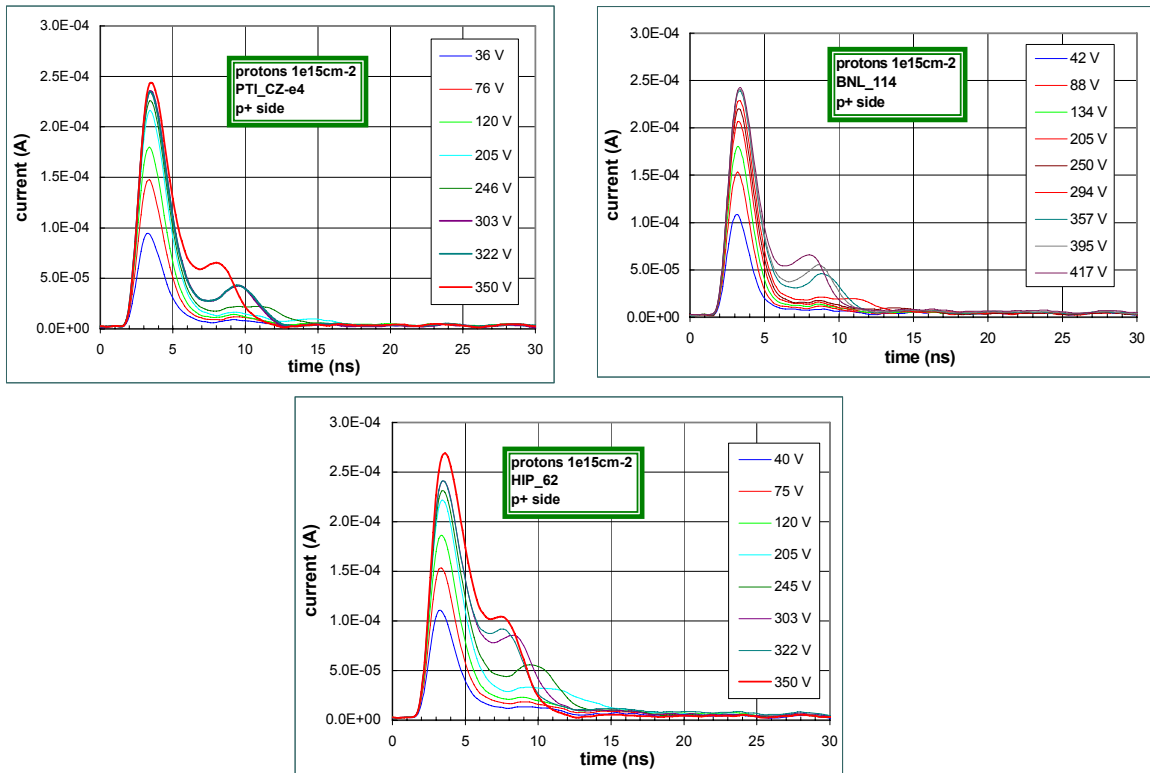 3.0E-04
2.5E-04
2.0E-04
1.5E-04
1.0E-04
5.0E-05
0.0E+00
current (A)
0 5 10 15 20 25 30
time (ns)
protons 1e15cm-2
PTI_CZ-e4
p+ side
36 V
76 V
120 V
205 V
246 V
303 V
322 V
350 V
3.0E-04
2.5E-04
2.0E-04
1.5E-04
1.0E-04
5.0E-05
0.0E+00
current (A)
0 5 10 15 20 25 30
time (ns)
protons 1e15cm-2
BNL_114
p+ side
42 V
88 V
134 V
205 V
250 V
294 V
357 V
395 V
417 V
3.0E-04
2.5E-04
2.0E-04
1.5E-04
1.0E-04
5.0E-05
0.0E+00
current (A)
0 5 10 15 20 25 30
time (ns)
protons 1e15cm-2
HIP_62
p+ side
40 V
75 V
120 V
205 V
245 V
303 V
322 V
350 V